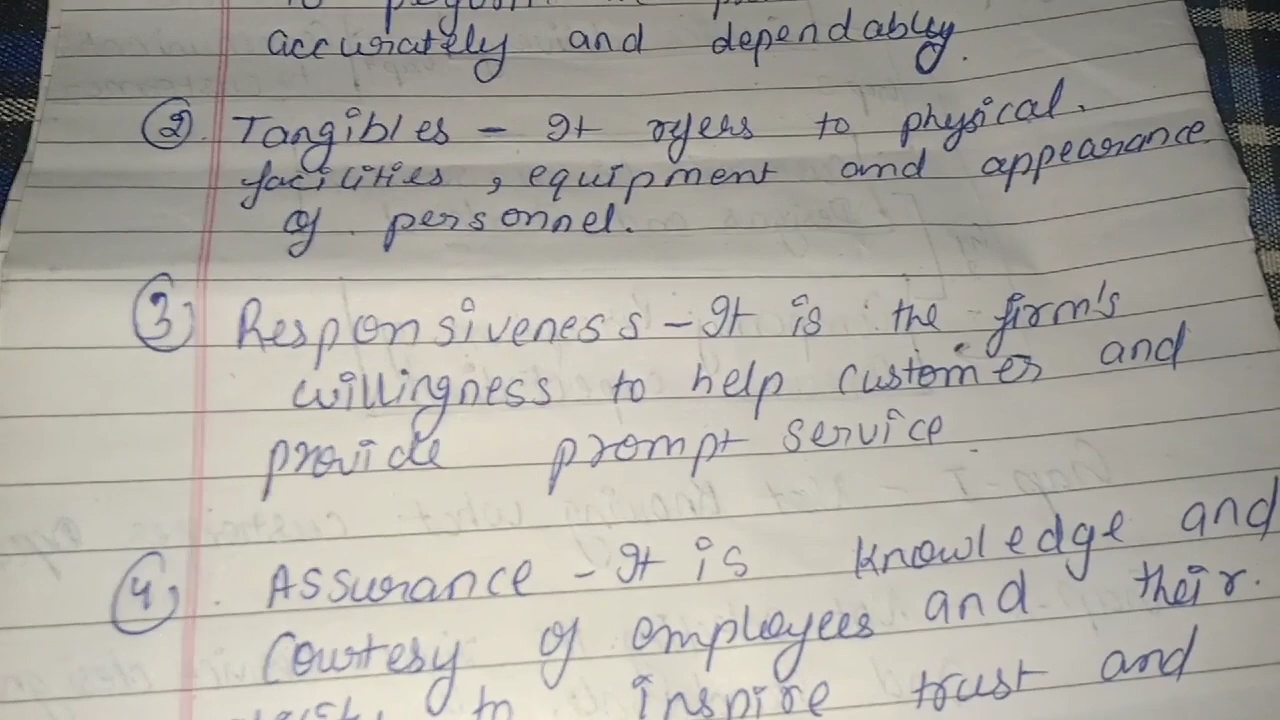 accurately and dependably.
② Tangibles - It refers to physical.
facilities, equipment and appearance
of personnel.
③ Responsiveness - It is the firm's
willingness to help customers and
provide prompt service
④. Assurance - It is knowledge and
courtesy of employees and their.
to inspire trust and